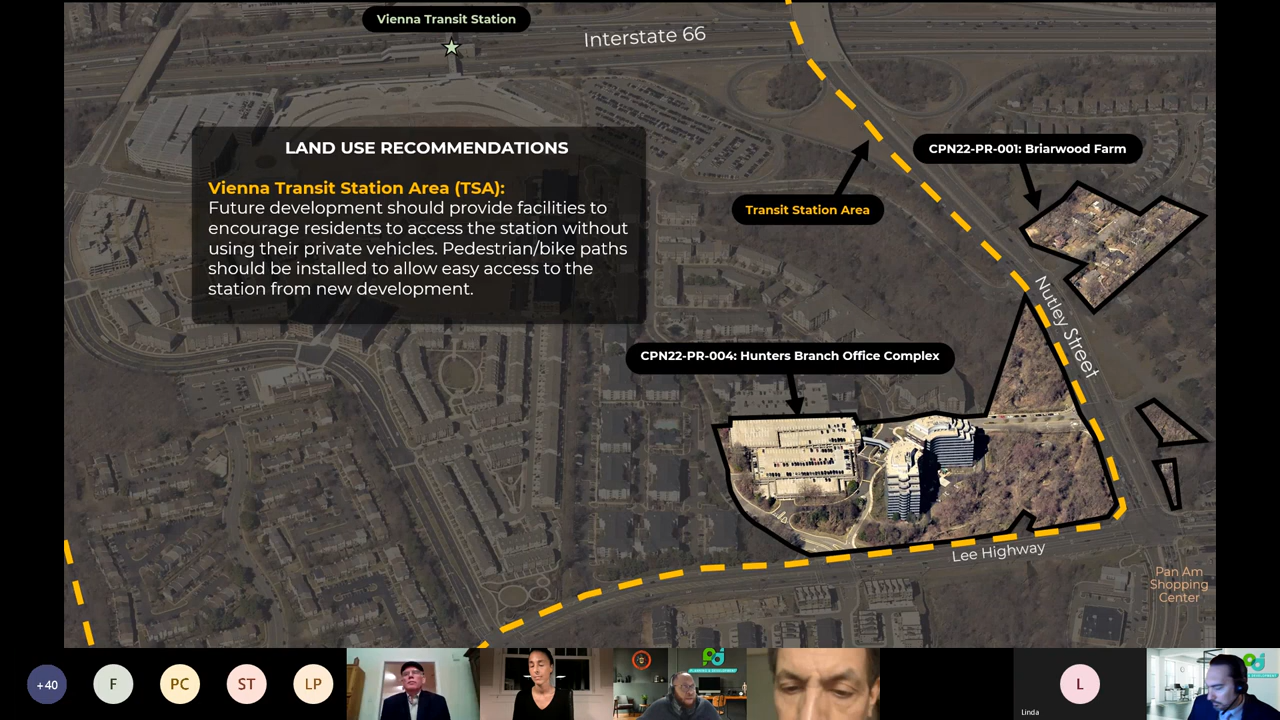 Vienna Transit Station
Interstate 66
LAND USE RECOMMENDATIONS
Vienna Transit Station Area (TSA):
Future development should provide facilities to
encourage residents to access the station without
using their private vehicles. Pedestrian/bike paths
should be installed to allow easy access to the
station from new development.
CPN22-PR-001: Briarwood Farm
Transit Station Area
Nutley Street
CPN22-PR-004: Hunters Branch Office Complex
Lee Highway
Pan Am
Shopping
Center
+40
F
PC
ST
LP
L
Linda